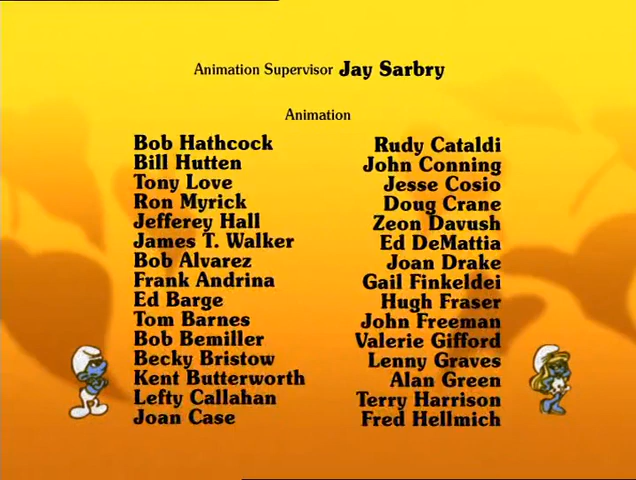 Animation Supervisor Jay Sarbry
Animation
Bob Hathcock
Bill Hutten
Tony Love
Ron Myrick
Jefferey Hall
James T. Walker
Bob Alvarez
Frank Andrina
Ed Barge
Tom Barnes
Bob Bemiller
Becky Bristow
Kent Butterworth
Lefty Callahan
Joan Case
Rudy Cataldi
John Conning
Jesse Cosio
Doug Crane
Zeon Davush
Ed DeMattia
Joan Drake
Gail Finkeldei
Hugh Fraser
John Freeman
Valerie Gifford
Lenny Graves
Alan Green
Terry Harrison
Fred Hellmich